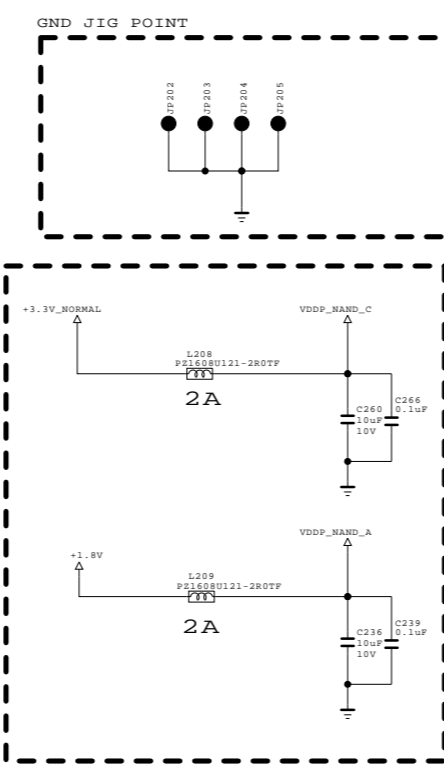 GND JIG POINT
JP202
JP203
JP204
JP205
+3.3V_NORMAL
VDDP_NAND_C
L208
PZ1608U121-2R0TF
2A
C260
10uF
10V
C266
0.1uF
+1.8V
VDDP_NAND_A
L209
PZ1608U121-2R0TF
2A
C236
10uF
10V
C239
0.1uF